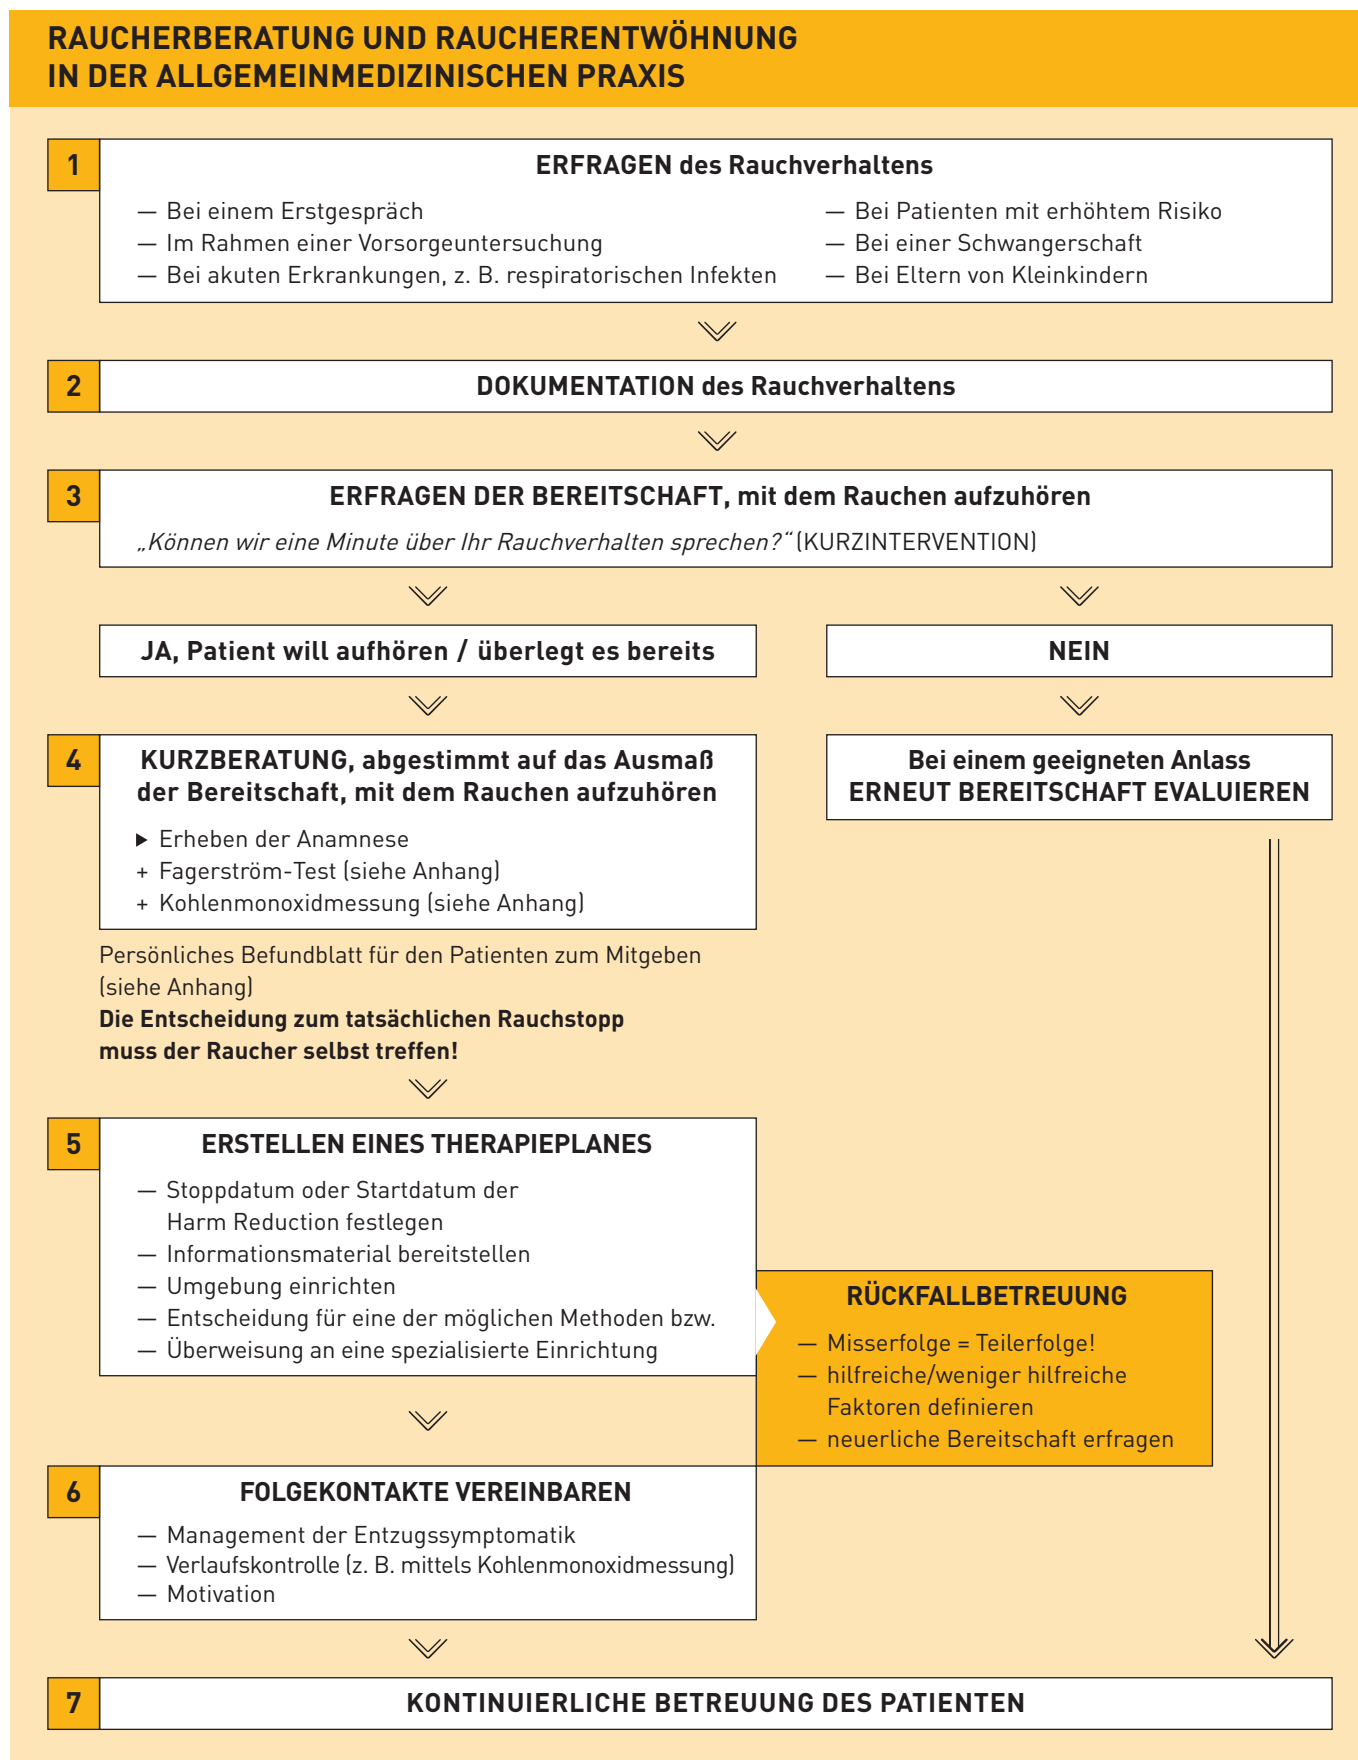 RAUCHERBERATUNG UND RAUCHERENTWÖHNUNG
IN DER ALLGEMEINMEDIZINISCHEN PRAXIS
1
ERFRAGEN des Rauchverhaltens
— Bei einem Erstgespräch
— Im Rahmen einer Vorsorgeuntersuchung
— Bei akuten Erkrankungen, z. B. respiratorischen Infekten
— Bei Patienten mit erhöhtem Risiko
— Bei einer Schwangerschaft
— Bei Eltern von Kleinkindern
2
DOKUMENTATION des Rauchverhaltens
3
ERFRAGEN DER BEREITSCHAFT, mit dem Rauchen aufzuhören
„Können wir eine Minute über Ihr Rauchverhalten sprechen?“ (KURZINTERVENTION)
JA, Patient will aufhören / überlegt es bereits
NEIN
4
KURZBERATUNG, abgestimmt auf das Ausmaß
der Bereitschaft, mit dem Rauchen aufzuhören
▶ Erheben der Anamnese
+ Fagerström-Test (siehe Anhang)
+ Kohlenmonoxidmessung (siehe Anhang)
Bei einem geeigneten Anlass
ERNEUT BEREITSCHAFT EVALUIEREN
Persönliches Befundblatt für den Patienten zum Mitgeben
(siehe Anhang)
Die Entscheidung zum tatsächlichen Rauchstopp
muss der Raucher selbst treffen!
5
ERSTELLEN EINES THERAPIEPLANES
— Stoppdatum oder Startdatum der
Harm Reduction festlegen
— Informationsmaterial bereitstellen
— Umgebung einrichten
— Entscheidung für eine der möglichen Methoden bzw.
— Überweisung an eine spezialisierte Einrichtung
RÜCKFALLBETREUUNG
— Misserfolge = Teilerfolge!
— hilfreiche/weniger hilfreiche
Faktoren definieren
— neuerliche Bereitschaft erfragen
6
FOLGEKONTAKTE VEREINBAREN
— Management der Entzugssymptomatik
— Verlaufskontrolle (z. B. mittels Kohlenmonoxidmessung)
— Motivation
7
KONTINUIERLICHE BETREUUNG DES PATIENTEN